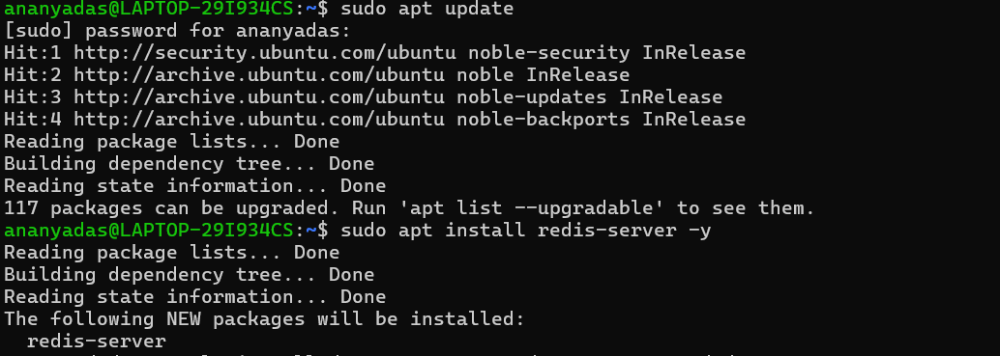 ananyadas@LAPTOP-29I934CS:~$ sudo apt update
[sudo] password for ananyadas:
Hit:1 http://security.ubuntu.com/ubuntu noble-security InRelease
Hit:2 http://archive.ubuntu.com/ubuntu noble InRelease
Hit:3 http://archive.ubuntu.com/ubuntu noble-updates InRelease
Hit:4 http://archive.ubuntu.com/ubuntu noble-backports InRelease
Reading package lists... Done
Building dependency tree... Done
Reading state information... Done
117 packages can be upgraded. Run 'apt list --upgradable' to see them.
ananyadas@LAPTOP-29I934CS:~$ sudo apt install redis-server -y
Reading package lists... Done
Building dependency tree... Done
Reading state information... Done
The following NEW packages will be installed:
  redis-server